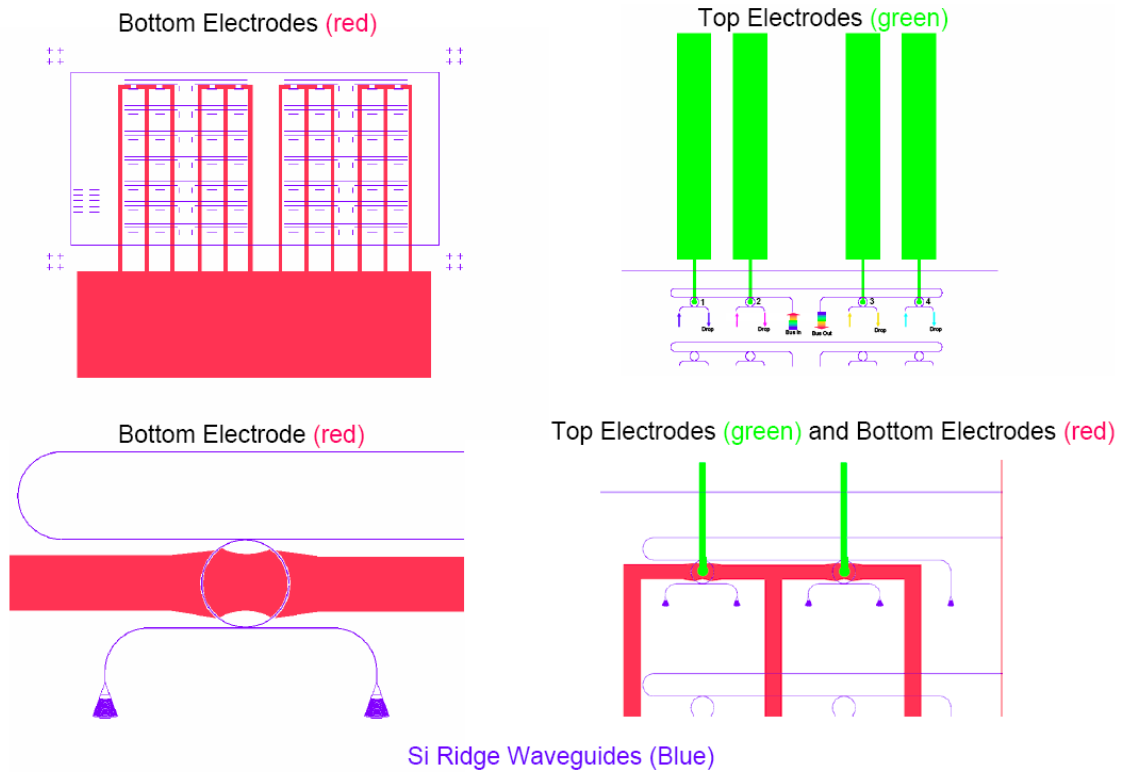 Bottom Electrodes (red)
Top Electrodes (green)
1
2
3
4
Drop
Drop
Bus In
Bus Out
Drop
Drop
Bottom Electrode (red)
Top Electrodes (green) and Bottom Electrodes (red)
Si Ridge Waveguides (Blue)